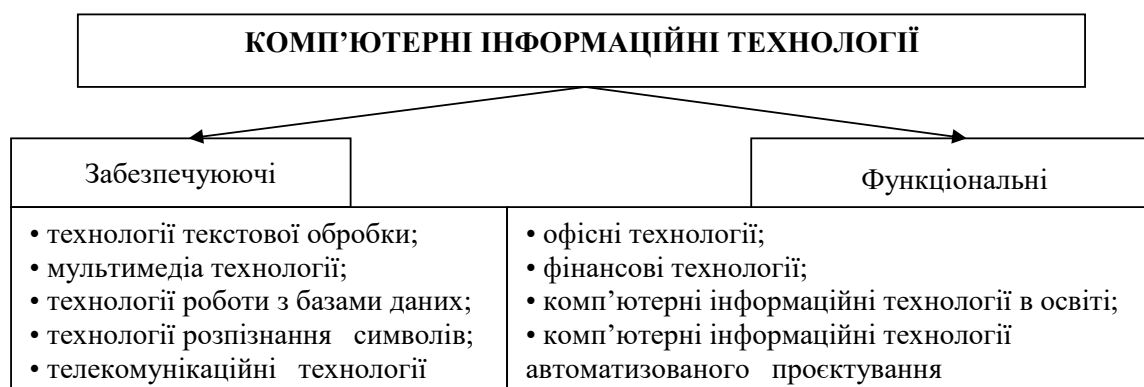 КОМП’ЮТЕРНІ ІНФОРМАЦІЙНІ ТЕХНОЛОГІЇ
Забезпечуюючі
Функціональні
• технології текстової обробки;
• мультимедіа технології;
• технології роботи з базами даних;
• технології розпізнання символів;
• телекомунікаційні технології
• офісні технології;
• фінансові технології;
• комп’ютерні інформаційні технології в освіті;
• комп’ютерні інформаційні технології
автоматизованого проєктування